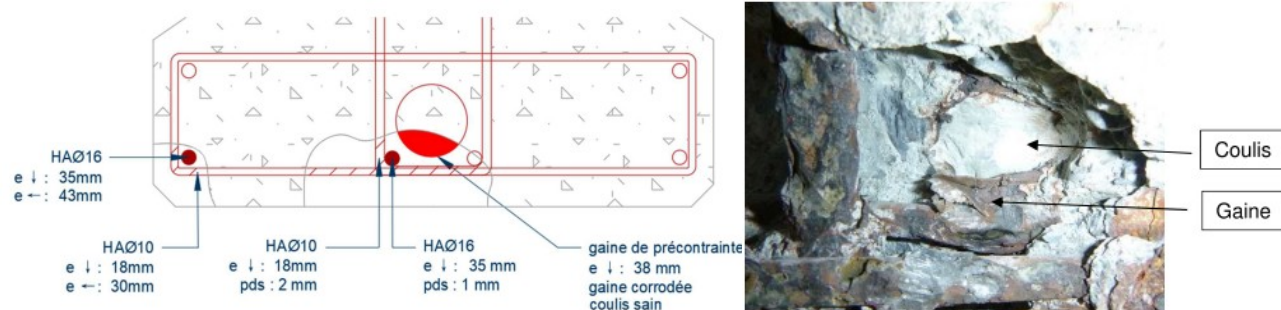 HAØ16
e ↓ : 35mm
e ← : 43mm
HAØ10
e ↓ : 18mm
e ← : 30mm
HAØ10
e ↓ : 18mm
pds : 2 mm
HAØ16
e ↓ : 35 mm
pds : 1 mm
gaine de précontrainte
e ↓ : 38 mm
gaine corrodée
coulis sain
Coulis
Gaine